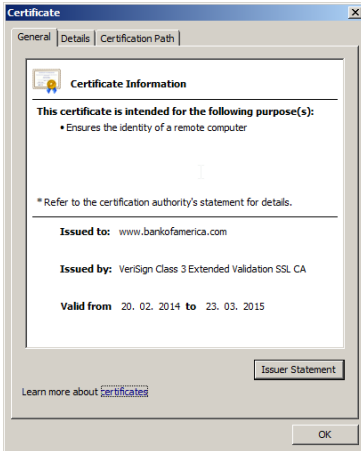 Certificate
General Details Certification Path
Certificate Information
This certificate is intended for the following purpose(s):
• Ensures the identity of a remote computer
* Refer to the certification authority's statement for details.
Issued to: www.bankofamerica.com
Issued by: VeriSign Class 3 Extended Validation SSL CA
Valid from 20. 02. 2014 to 23. 03. 2015
Issuer Statement
Learn more about certificates
OK